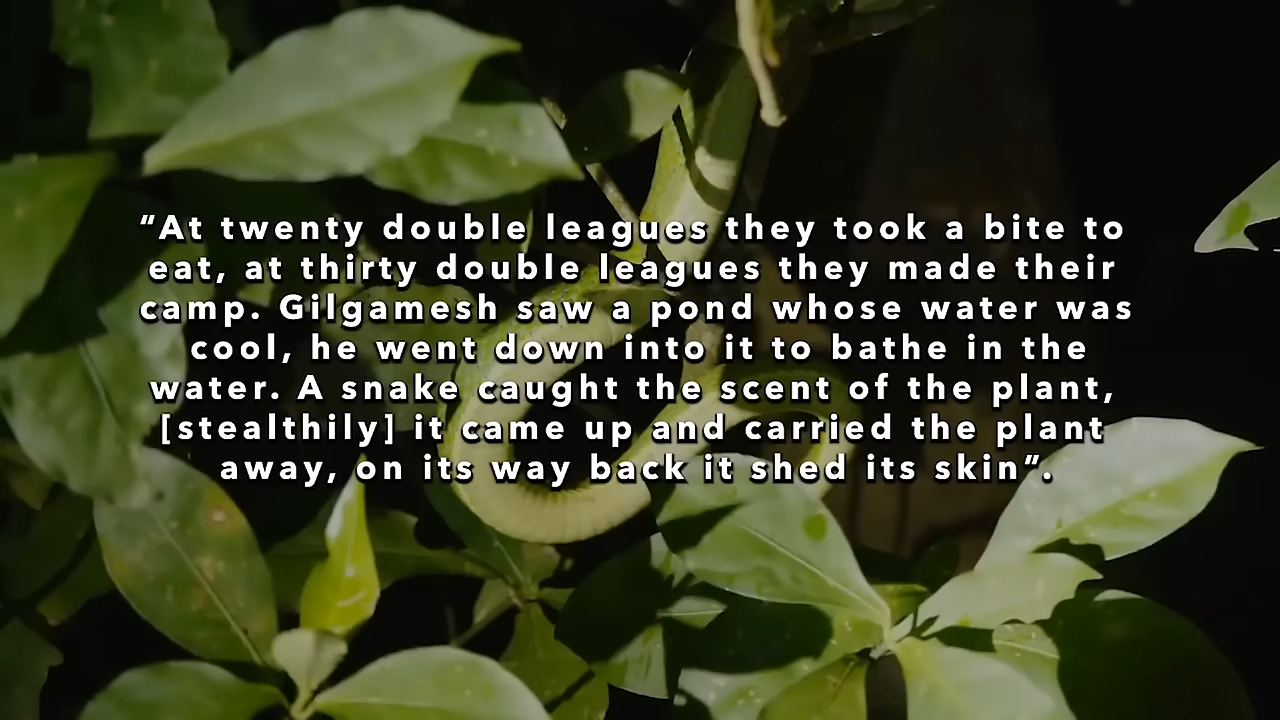 “At twenty double leagues they took a bite to
eat, at thirty double leagues they made their
camp. Gilgamesh saw a pond whose water was
cool, he went down into it to bathe in the
water. A snake caught the scent of the plant,
[stealthily] it came up and carried the plant
away, on its way back it shed its skin”.